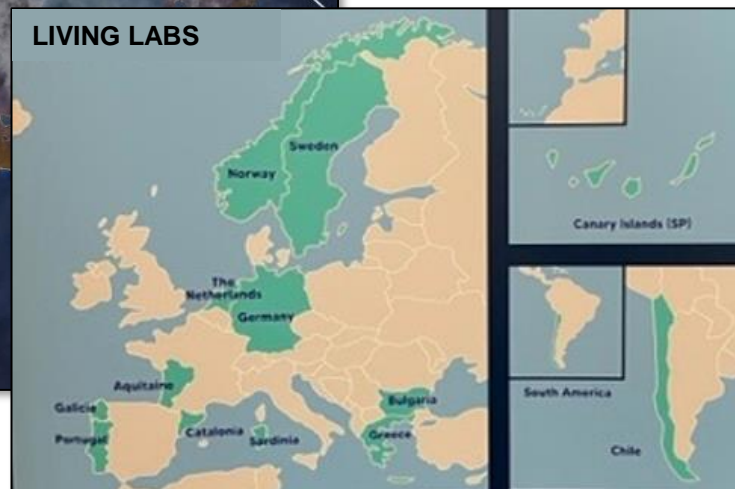 LIVING LABS
Sweden
Norway
The
Netherlands
Germany
Aquitaine
Galicie
Portugal
Catalonia
Sardinia
Bulgaria
Greece
Canary Islands (SP)
South America
Chile